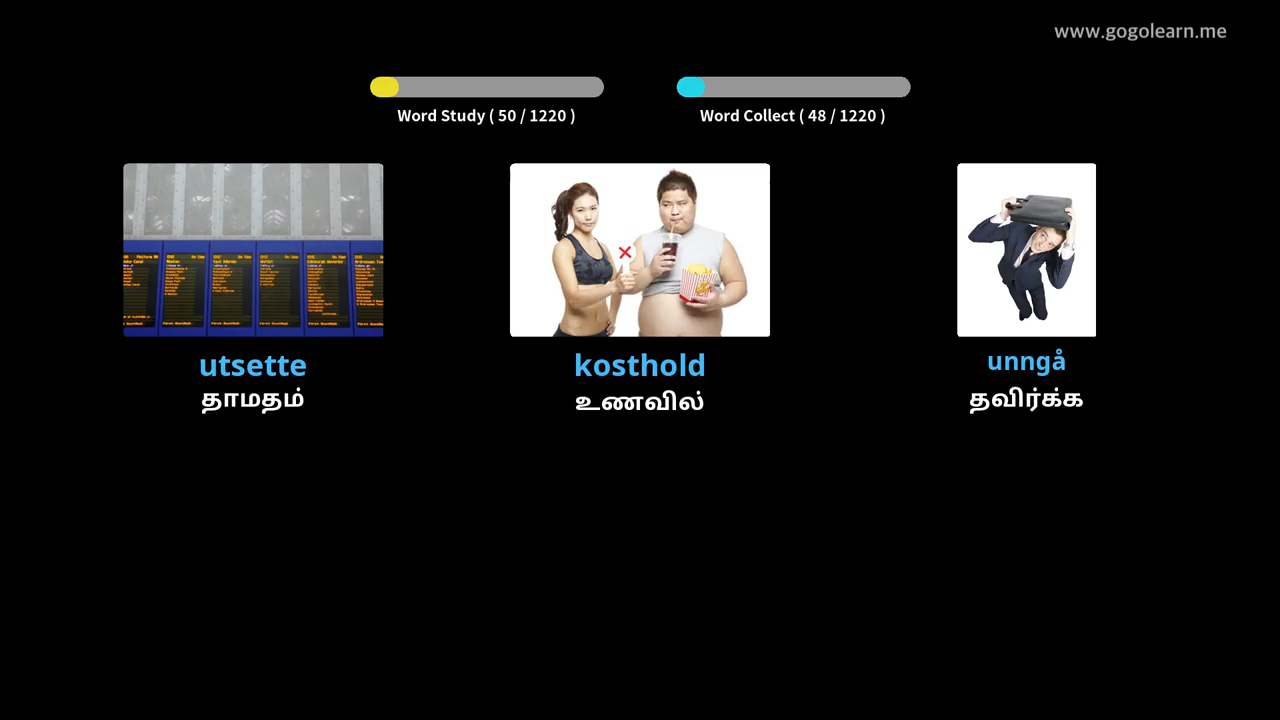 www.gogolearn.me
Word Study ( 50 / 1220 )
Word Collect ( 48 / 1220 )
utsette
kosthold
unngå
தாமதம்
உணவில்
தவிர்க்க